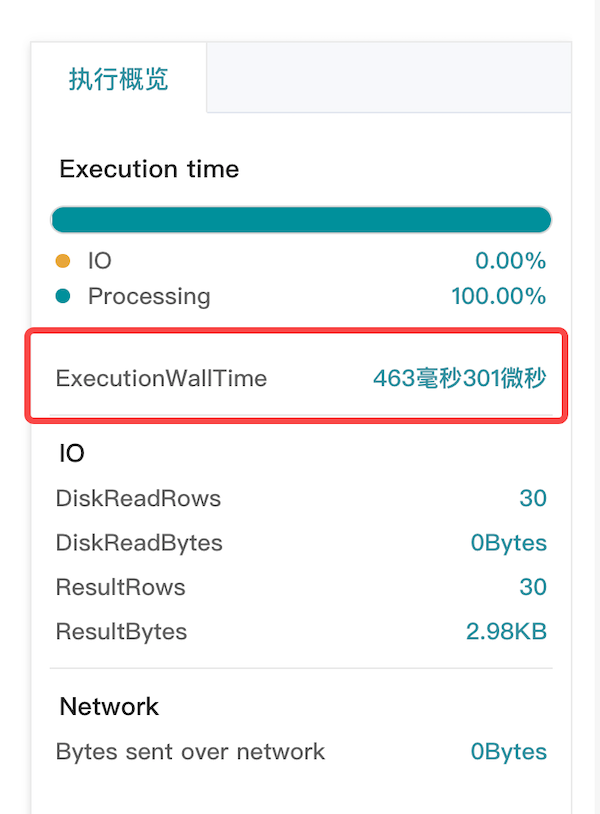 执行概览
Execution time
IO 0.00%
Processing 100.00%
ExecutionWallTime 463毫秒301微秒
IO
DiskReadRows 30
DiskReadBytes 0Bytes
ResultRows 30
ResultBytes 2.98KB
Network
Bytes sent over network 0Bytes